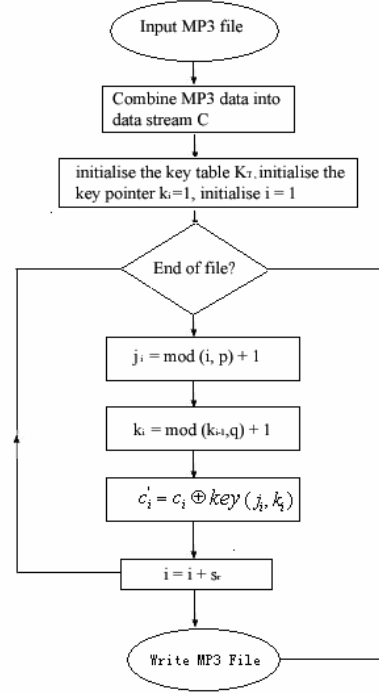 Input MP3 file
Combine MP3 data into
data stream C
initialise the key table K_T, initialise the
key pointer kᵢ=1, initialise i = 1
End of file?
jᵢ = mod (i, p) + 1
kᵢ = mod (kᵢ₋₁,q) + 1
c'ᵢ = cᵢ ⊕ key (jᵢ, kᵢ)
i = i + sᵣ
Write MP3 File